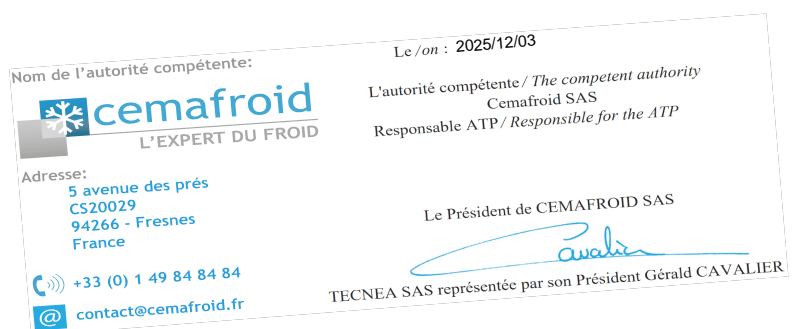 Nom de l'autorité compétente:
cemafroid
L'EXPERT DU FROID
Adresse:
5 avenue des prés
CS20029
94266 - Fresnes
France
+33 (0) 1 49 84 84 84
@ contact@cemafroid.fr
Le /on : 2025/12/03
L'autorité compétente / The competent authority
Cemafroid SAS
Responsable ATP / Responsible for the ATP
Le Président de CEMAFROID SAS
Cavalier
TECNEA SAS représentée par son Président Gérald CAVALIER